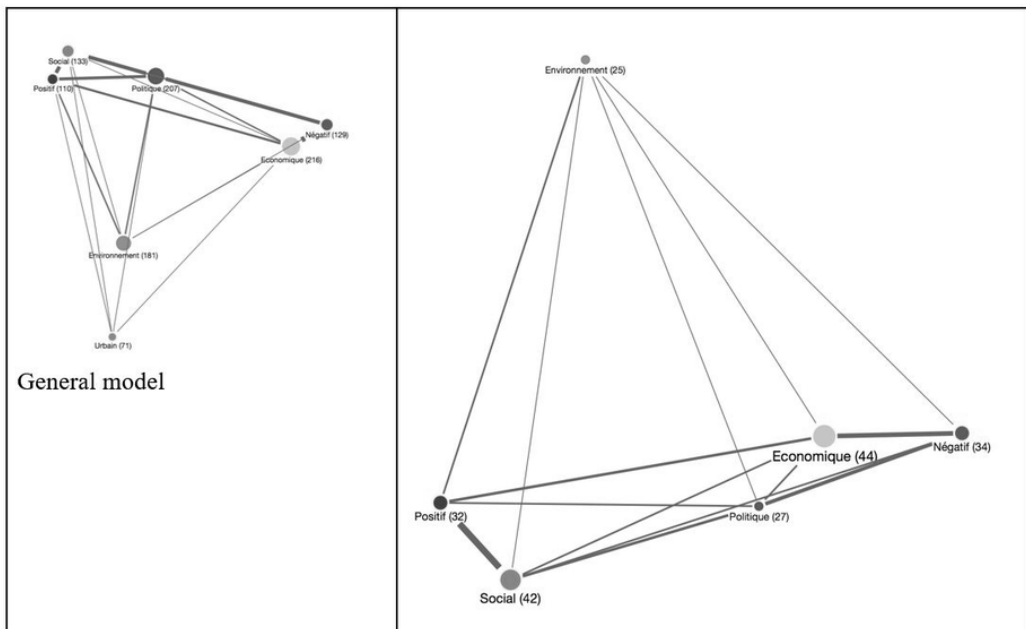 Social (133)
Positif (110)
Politique (207)
Négatif (129)
Economique (216)
Environnement (181)
Urbain (71)
General model
Environnement (25)
Economique (44)
Négatif (34)
Positif (32)
Politique (27)
Social (42)